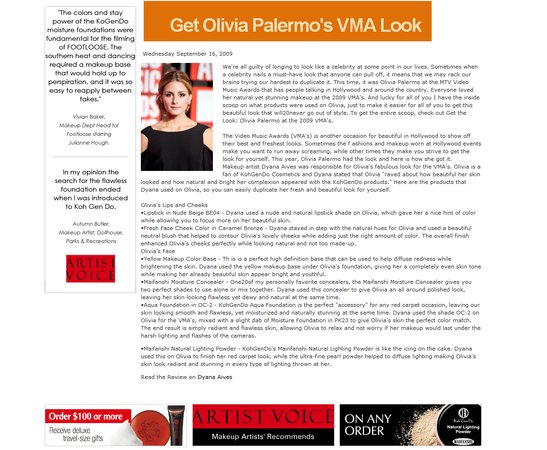 "The colors and stay
power of the KoGenDo
moisture foundations were
fundamental for the filming
of FOOTLOOSE. The
southern heat and dancing
required a makeup base
that would hold up to
perspiration, and it was so
easy to reapply between
takes."
Vivian Baker,
Makeup Dept Head for
Footloose starring
Julianne Hough.
In my opinion the
search for the flawless
foundation ended
when I was introduced
to Koh Gen Do.
Autumn Butler,
Makeup Artist: Dollhouse,
Parks & Recreations
ARTIST
VOICE
Get Olivia Palermo's VMA Look
Wednesday September 16, 2009
We're all guilty of longing to look like a celebrity at some point in our lives. Sometimes when
a celebrity nails a must-have look that anyone can pull off, it means that we may rack our
brains trying our hardest to duplicate it. This time, it was Olivia Palermo at the MTV Video
Music Awards that has people talking in Hollywood and around the country. Everyone loved
her natural yet stunning makeup at the 2009 VMA's. And lucky for all of you I have the inside
scoop on what products were used on Olivia, just to make it easier for all of you to get this
beautiful look that will20never go out of style. To get the entire scoop, check out Get the
Look: Olivia Palermo at the 2009 VMA's.
The Video Music Awards (VMA's) is another occasion for beautiful in Hollywood to show off
their best and freshest looks. Sometimes the f ashions and makeup worn at Hollywood events
make you want to run away screaming, while other times they make you strive to get the
look for yourself. This year, Olivia Palermo had the look and here is how she got it.
Makeup artist Dyana Aives was responsible for Olivia's fabulous look for the VMA's. Olivia is a
fan of KohGenDo Cosmetics and Dyana stated that Olivia "raved about how beautiful her skin
looked and how natural and bright her complexion appeared with the KohGenDo products." Here are the products that
Dyana used on Olivia, so you can easily duplicate her fresh and beautiful look for yourself.
Olivia's Lips and Cheeks
•Lipstick in Nude Beige BE04 - Dyana used a nude and natural lipstick shade on Olivia, which gave her a nice hint of color
while allowing you to focus more on her beautiful skin.
•Fresh Face Cheek Color in Caramel Bronze - Dyana stayed in step with the natural hues for Olivia and used a beautiful
neutral blush that helped to contour Olivia's lovely cheeks while adding just the right amount of color. The overall finish
enhanced Olivia's cheeks perfectly while looking natural and not too made-up.
Olivia's Face
•Yellow Makeup Color Base - Th is is a perfect high definition base that can be used to help diffuse redness while
brightening the skin. Dyana used the yellow makeup base under Olivia's foundation, giving her a completely even skin tone
while making her already beautiful skin appear bright and youthful.
•Maifanshi Moisture Concealer - One20of my personally favorite concealers, the Maifanshi Moisture Concealer gives you
two perfect shades to use alone or mix together. Dyana used this concealer to give Olivia an all around polished look,
leaving her skin looking flawless yet dewy and natural at the same time.
•Aqua Foundation in OC-2 - KohGenDo Aqua Foundation is the perfect "accessory" for any red carpet occasion, leaving our
skin looking smooth and flawless, yet moisturized and naturally stunning at the same time. Dyana used the shade OC-2 on
Olivia for the VMA's, mixed with a slight dab of Moisture Foundation in PK23 to give Olivia's skin the perfect color match.
The end result is simply radiant and flawless skin, allowing Olivia to relax and not worry if her makeup would last under the
harsh lighting and flashes of the cameras.
•Maifanshi Natural Lighting Powder - KohGenDo's Mainfanshi Natural Lighting Powder is like the icing on the cake. Dyana
used this on Olivia to finish her red carpet look, while the ultra-fine pearl powder helped to diffuse lighting making Olivia's
skin look radiant and stunning in every type of lighting thrown at her.
Read the Review on Dyana Aives
Order $100 or more
Receive deluxe
travel-size gifts
ARTIST VOICE
Makeup Artists' Recommends
ON ANY
ORDER
Koh Gen Do
Natural Lighting
Powder